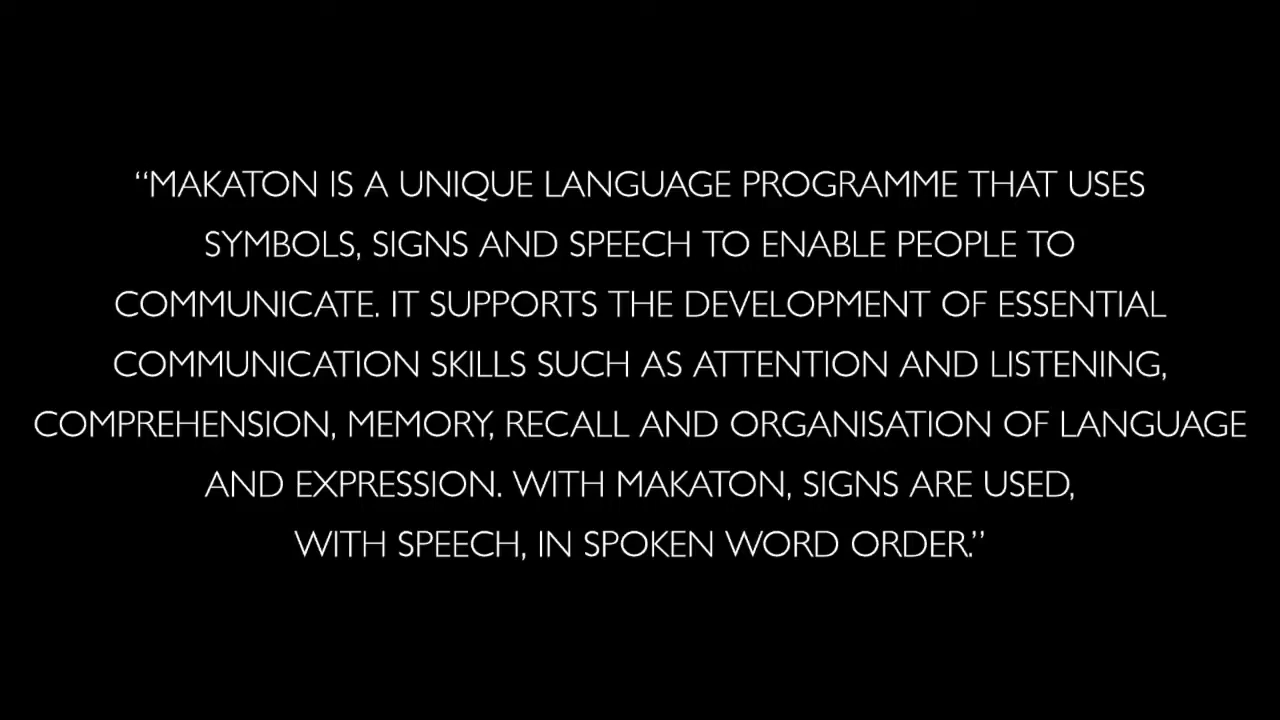 “MAKATON IS A UNIQUE LANGUAGE PROGRAMME THAT USES
SYMBOLS, SIGNS AND SPEECH TO ENABLE PEOPLE TO
COMMUNICATE. IT SUPPORTS THE DEVELOPMENT OF ESSENTIAL
COMMUNICATION SKILLS SUCH AS ATTENTION AND LISTENING,
COMPREHENSION, MEMORY, RECALL AND ORGANISATION OF LANGUAGE
AND EXPRESSION. WITH MAKATON, SIGNS ARE USED,
WITH SPEECH, IN SPOKEN WORD ORDER.”